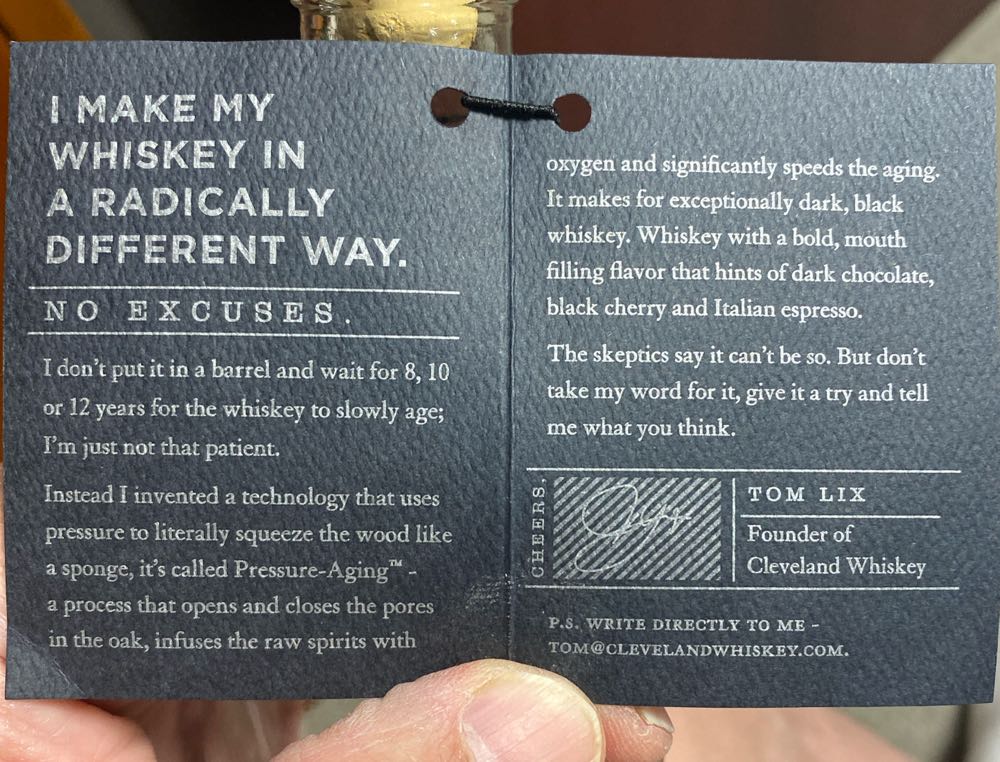 I MAKE MY
WHISKEY IN
A RADICALLY
DIFFERENT WAY.
NO EXCUSES.
I don't put it in a barrel and wait for 8, 10
or 12 years for the whiskey to slowly age;
I'm just not that patient.
Instead I invented a technology that uses
pressure to literally squeeze the wood like
a sponge, it's called Pressure-Aging™ -
a process that opens and closes the pores
in the oak, infuses the raw spirits with
oxygen and significantly speeds the aging.
It makes for exceptionally dark, black
whiskey. Whiskey with a bold, mouth
filling flavor that hints of dark chocolate,
black cherry and Italian espresso.
The skeptics say it can't be so. But don't
take my word for it, give it a try and tell
me what you think.
CHEERS,
TOM LIX
Founder of
Cleveland Whiskey
P.S. WRITE DIRECTLY TO ME -
TOM@CLEVELANDWHISKEY.COM.